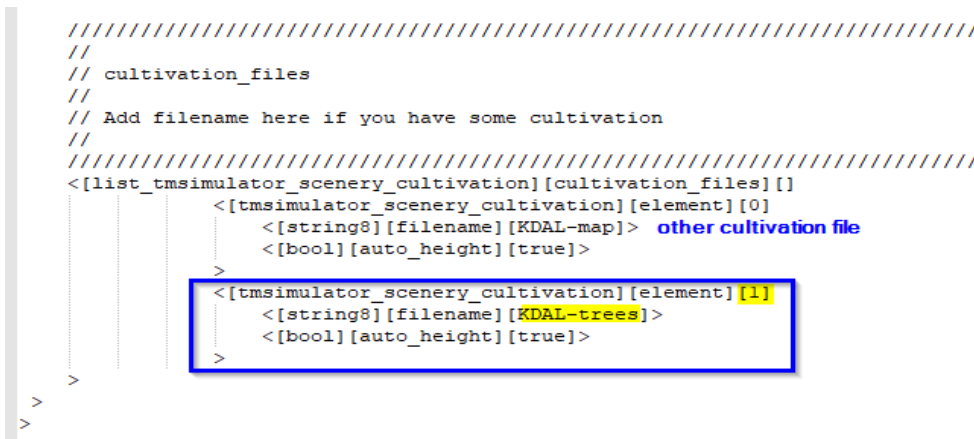 ////////////////////////////////////////////////////////////////////////////
//
// cultivation_files
//
// Add filename here if you have some cultivation
//
////////////////////////////////////////////////////////////////////////////
<[list_tmsimulator_scenery_cultivation][cultivation_files][]
<[tmsimulator_scenery_cultivation][element][0]
<[string8][filename][KDAL-map]> other cultivation file
<[bool][auto_height][true]>
>
<[tmsimulator_scenery_cultivation][element][1]
<[string8][filename][KDAL-trees]>
<[bool][auto_height][true]>
>
>
>
>